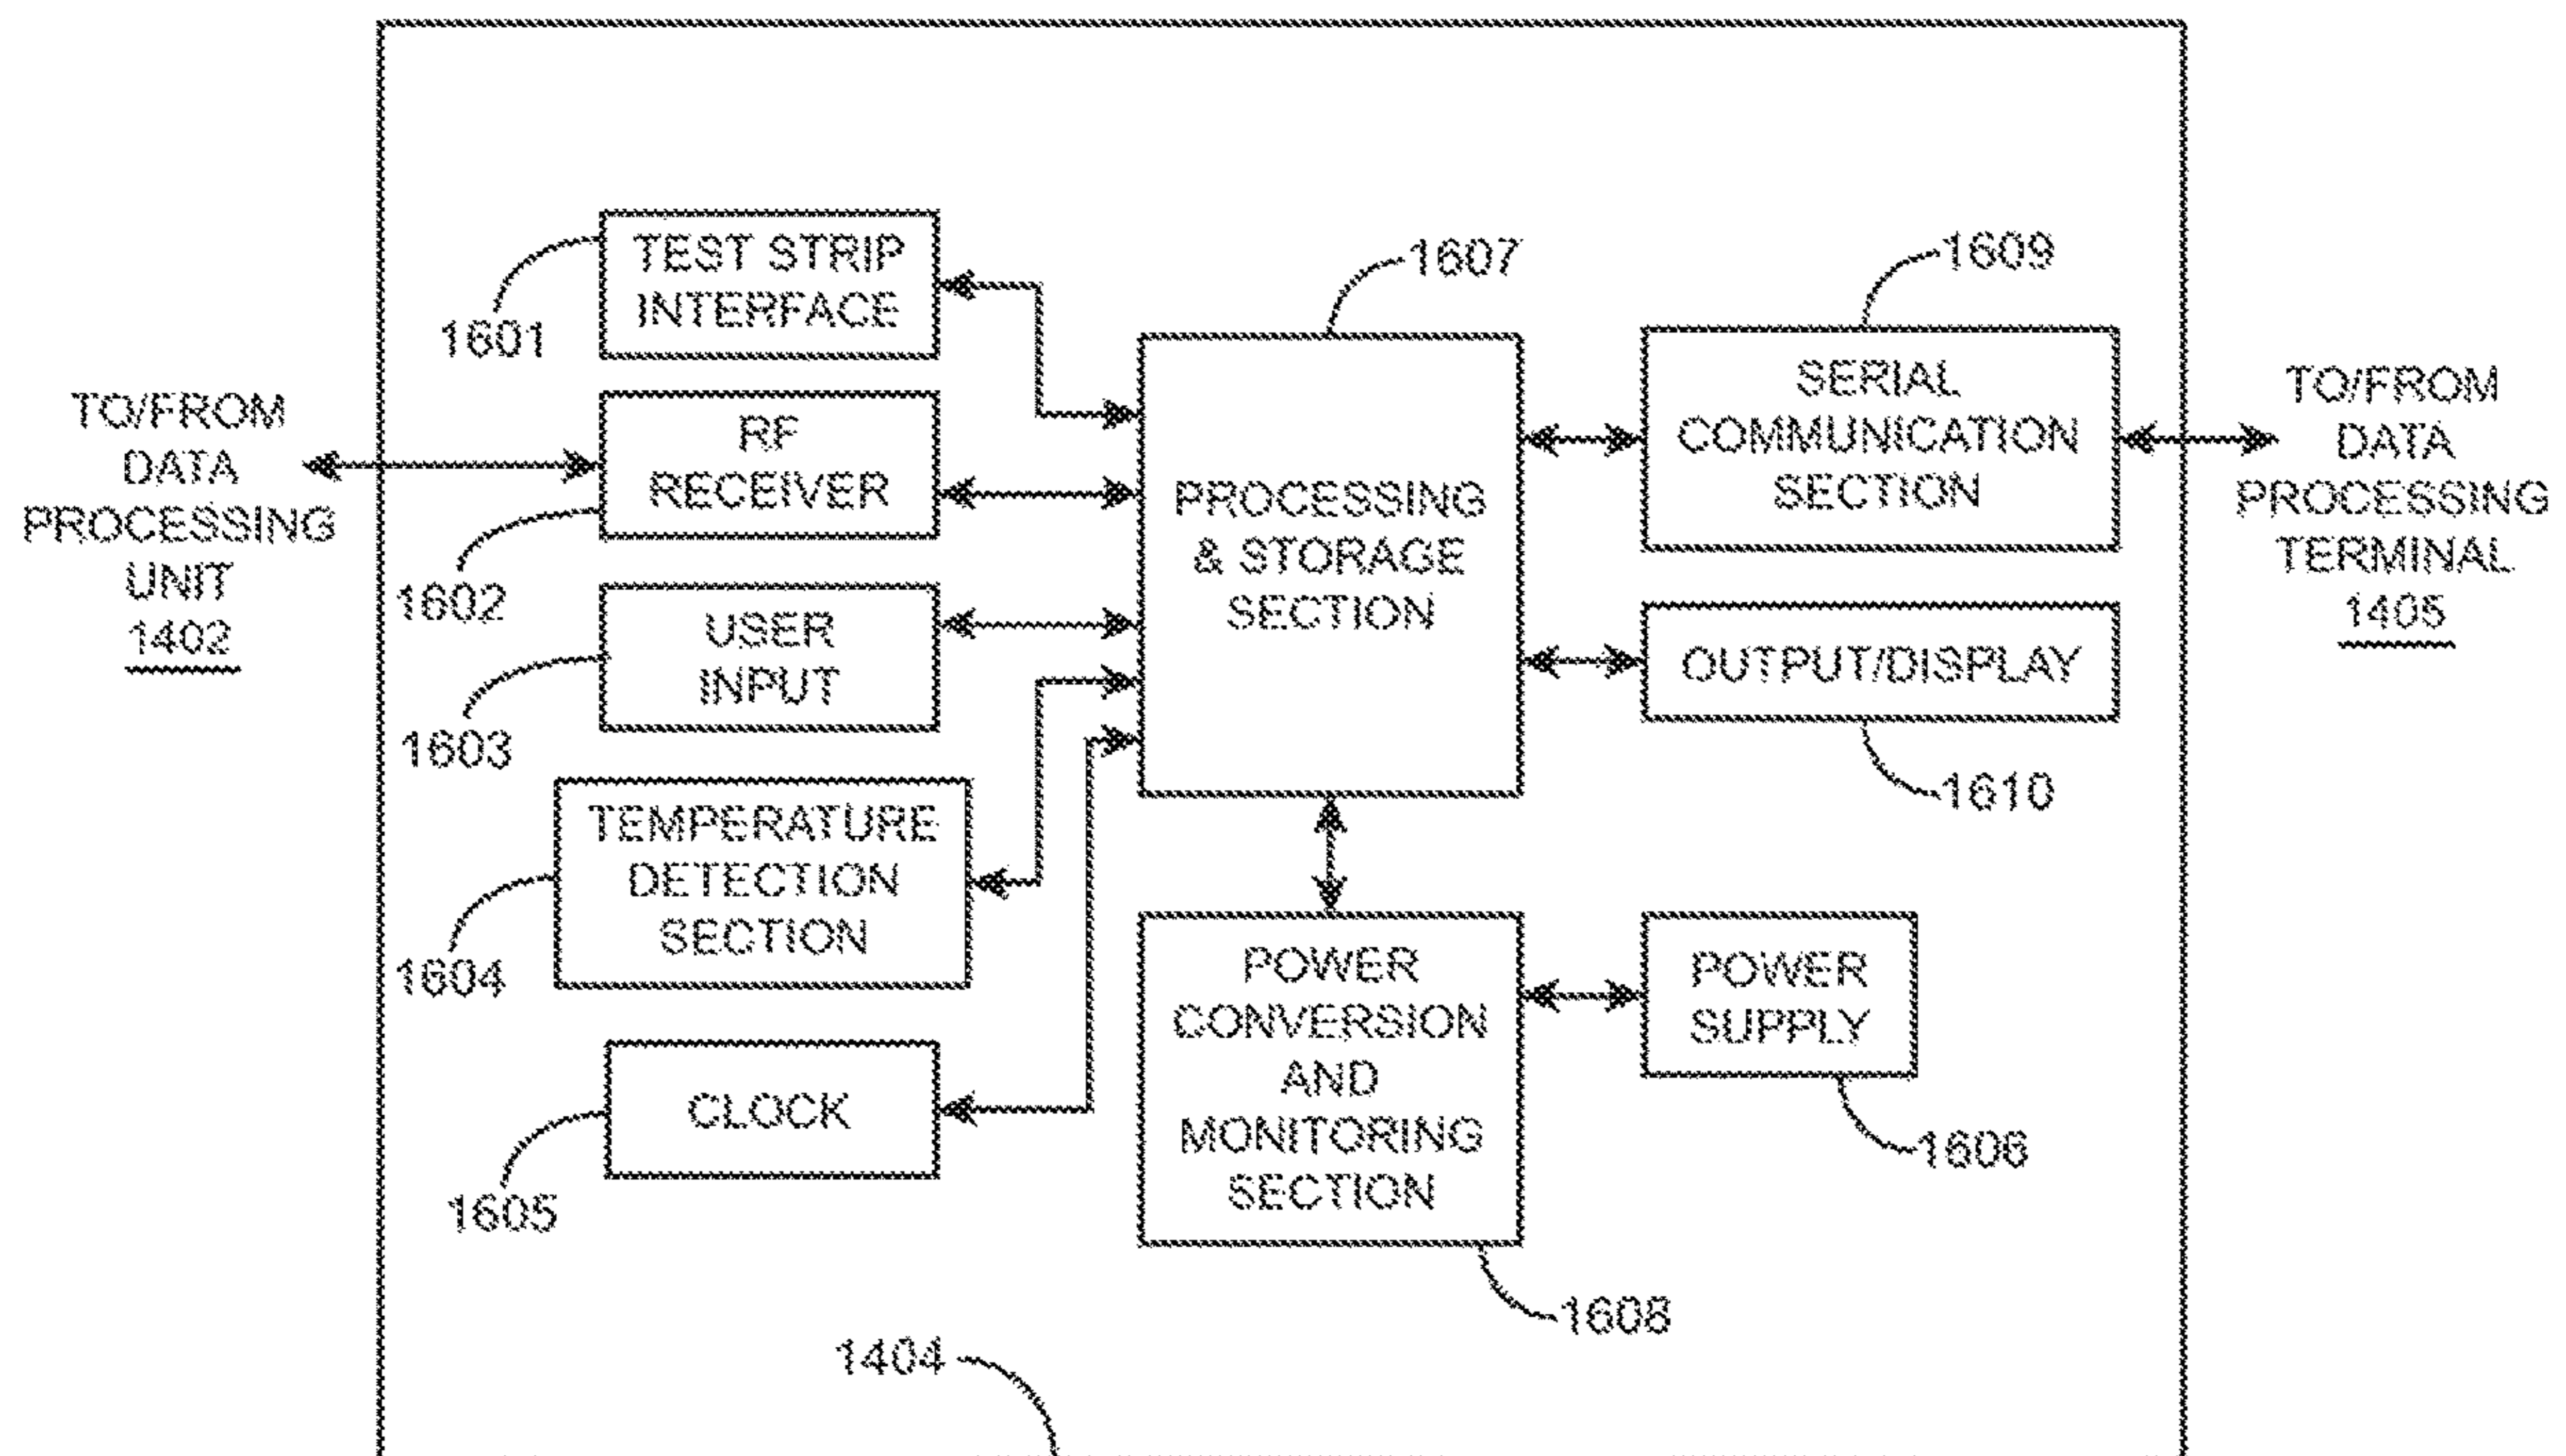 TO/FROM
DATA
PROCESSING
UNIT
1402
TEST STRIP
INTERFACE
1601
RF
RECEIVER
1602
USER
INPUT
1603
TEMPERATURE
DETECTION
SECTION
1604
CLOCK
1605
1607
PROCESSING
& STORAGE
SECTION
POWER
CONVERSION
AND
MONITORING
SECTION
1608
1609
SERIAL
COMMUNICATION
SECTION
OUTPUT/DISPLAY
1610
POWER
SUPPLY
1606
TO/FROM
DATA
PROCESSING
TERMINAL
1405
1404